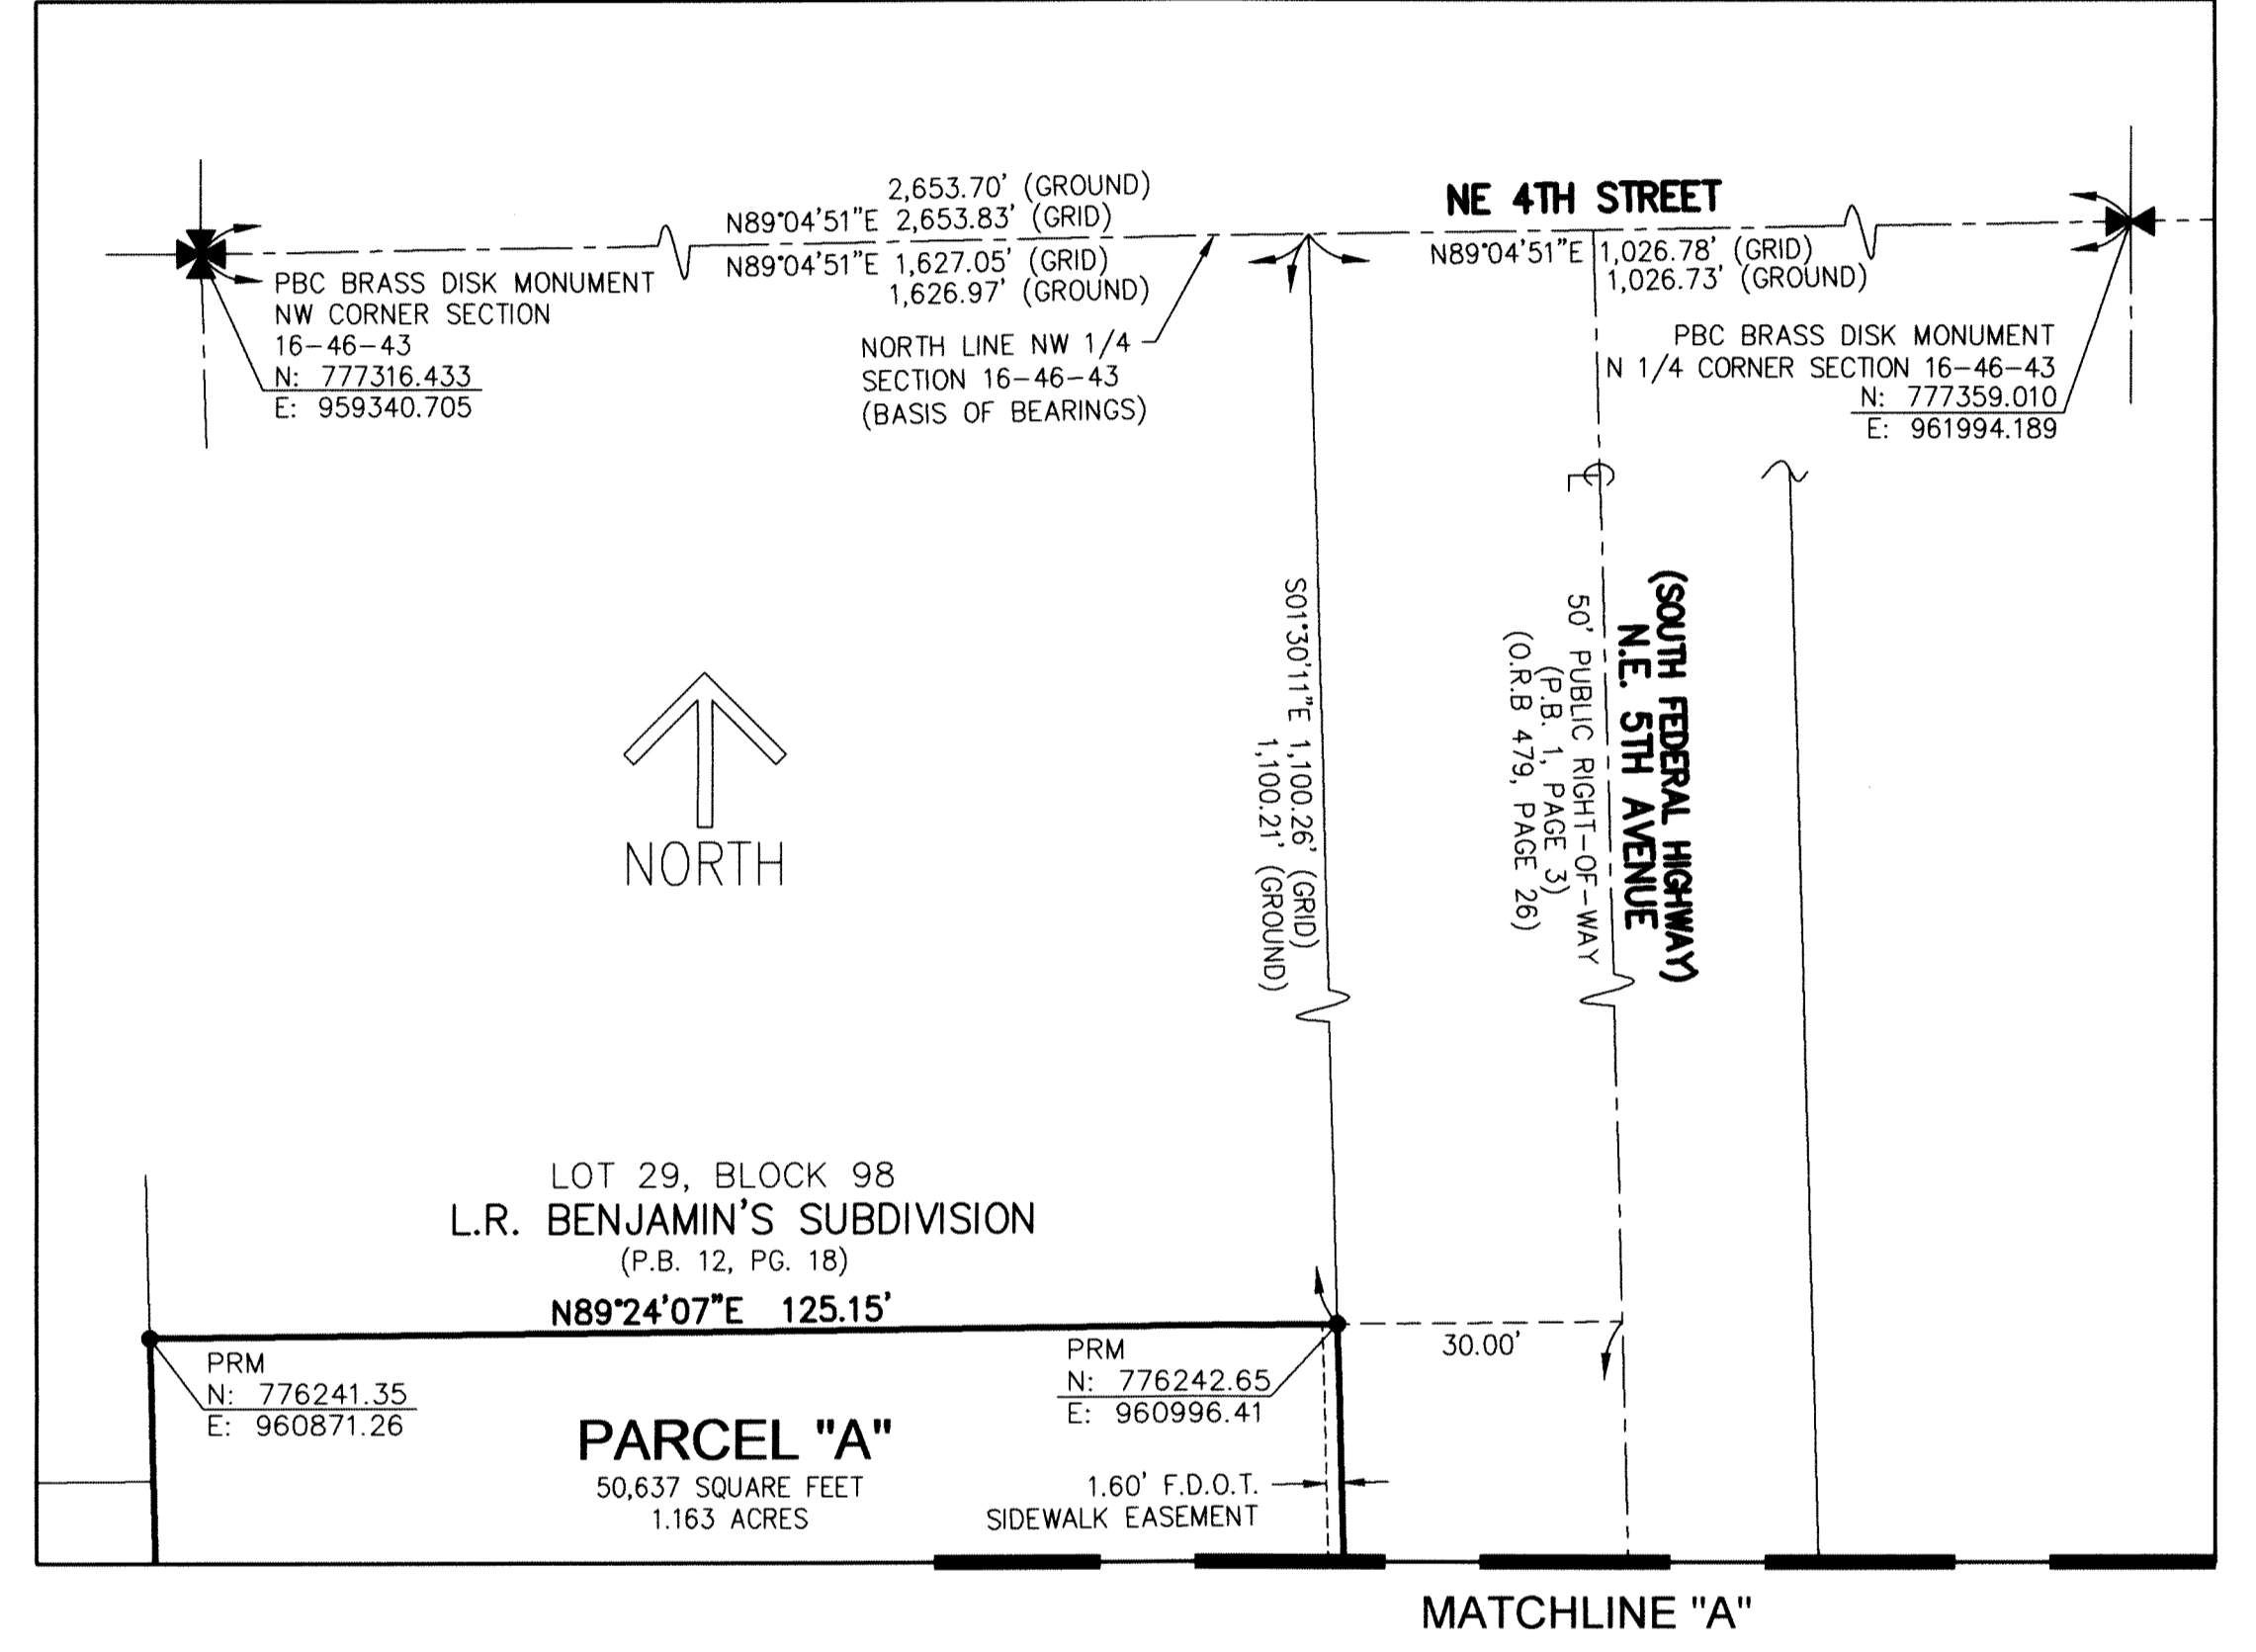 2,653.70' (GROUND)
N89°04'51"E 2,653.83' (GRID)
N89°04'51"E 1,627.05' (GRID)
1,626.97' (GROUND)
NE 4TH STREET
N89°04'51"E 1,026.78' (GRID)
1,026.73' (GROUND)
PBC BRASS DISK MONUMENT
NW CORNER SECTION
16-46-43
N: 777316.433
E: 959340.705
NORTH LINE NW 1/4
SECTION 16-46-43
(BASIS OF BEARINGS)
PBC BRASS DISK MONUMENT
N 1/4 CORNER SECTION 16-46-43
N: 777359.010
E: 961994.189
S01°30'11"E 1,100.26' (GRID)
1,100.21' (GROUND)
(SOUTH FEDERAL HIGHWAY)
N.E. 5TH AVENUE
50' PUBLIC RIGHT-OF-WAY
(P.B. 1, PAGE 3)
(O.R.B 479, PAGE 26)
NORTH
LOT 29, BLOCK 98
L.R. BENJAMIN'S SUBDIVISION
(P.B. 12, PG. 18)
N89°24'07"E 125.15'
PRM
N: 776241.35
E: 960871.26
PRM
N: 776242.65
E: 960996.41
30.00'
PARCEL "A"
50,637 SQUARE FEET
1.163 ACRES
1.60' F.D.O.T.
SIDEWALK EASEMENT
MATCHLINE "A"